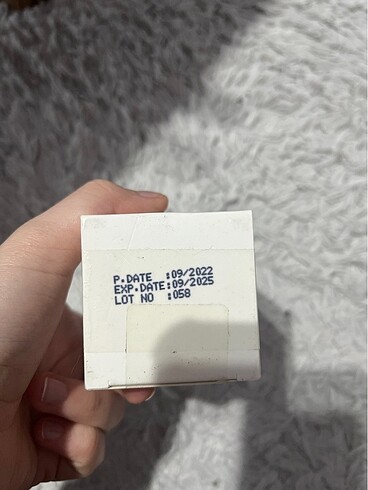 P.DATE :09/2022
EXP.DATE:09/2025
LOT NO :058